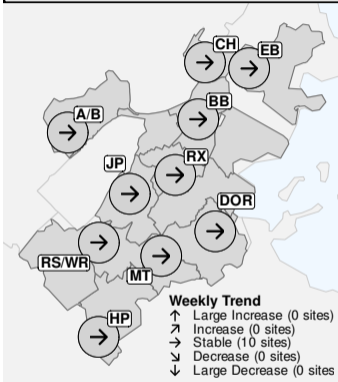 CH
EB
BB
A/B
RX
JP
DOR
RS/WR
MT
HP
Weekly Trend
↑ Large Increase (0 sites)
↗ Increase (0 sites)
→ Stable (10 sites)
↘ Decrease (0 sites)
↓ Large Decrease (0 sites